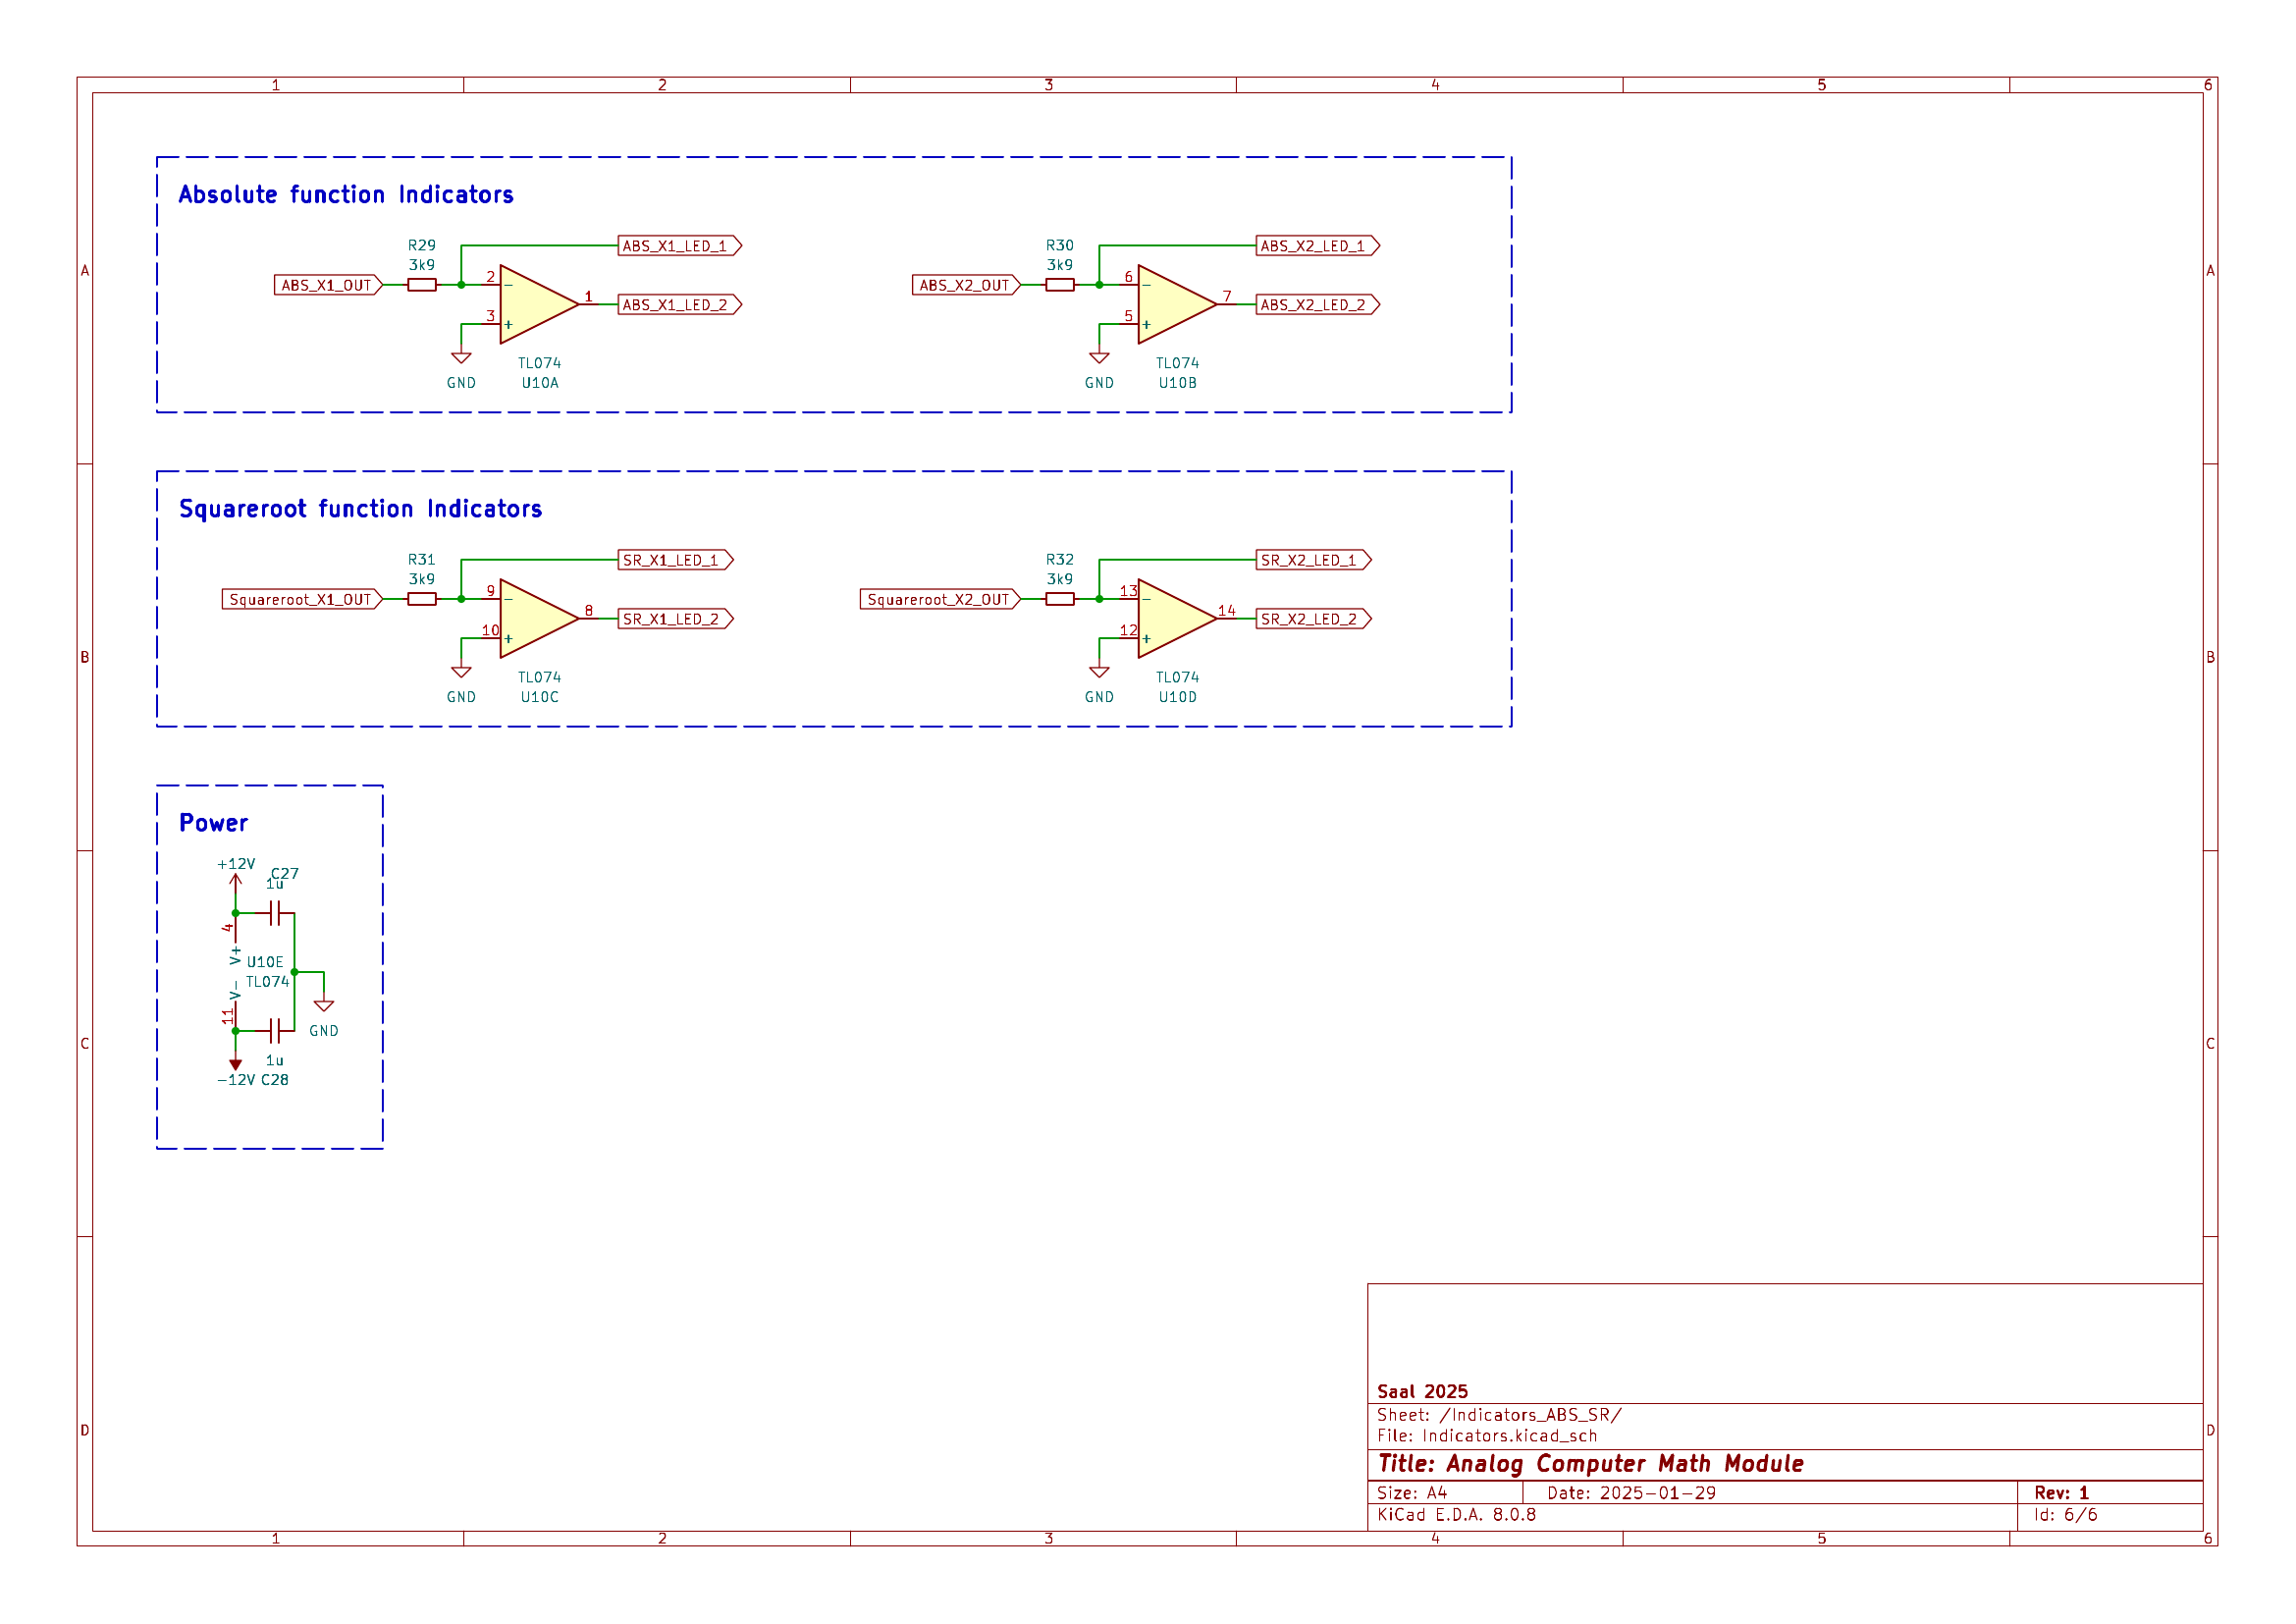 1 2 3 4 5 6
A A
Absolute function Indicators
R29
3k9
ABS_X1_OUT
ABS_X1_LED_1
2
-
3
+
1
ABS_X1_LED_2
TL074
U10A
GND
R30
3k9
ABS_X2_OUT
ABS_X2_LED_1
6
-
5
+
7
ABS_X2_LED_2
TL074
U10B
GND
B B
Squareroot function Indicators
R31
3k9
Squareroot_X1_OUT
SR_X1_LED_1
9
-
10
+
8
SR_X1_LED_2
TL074
U10C
GND
R32
3k9
Squareroot_X2_OUT
SR_X2_LED_1
13
-
12
+
14
SR_X2_LED_2
TL074
U10D
GND
C C
Power
+12V
C27
1u
4
V+
U10E
TL074
V-
11
GND
1u
-12V C28
D D
Saal 2025
Sheet: /Indicators_ABS_SR/
File: Indicators.kicad_sch
Title: Analog Computer Math Module
Size: A4 Date: 2025-01-29 Rev: 1
KiCad E.D.A. 8.0.8 Id: 6/6
1 2 3 4 5 6